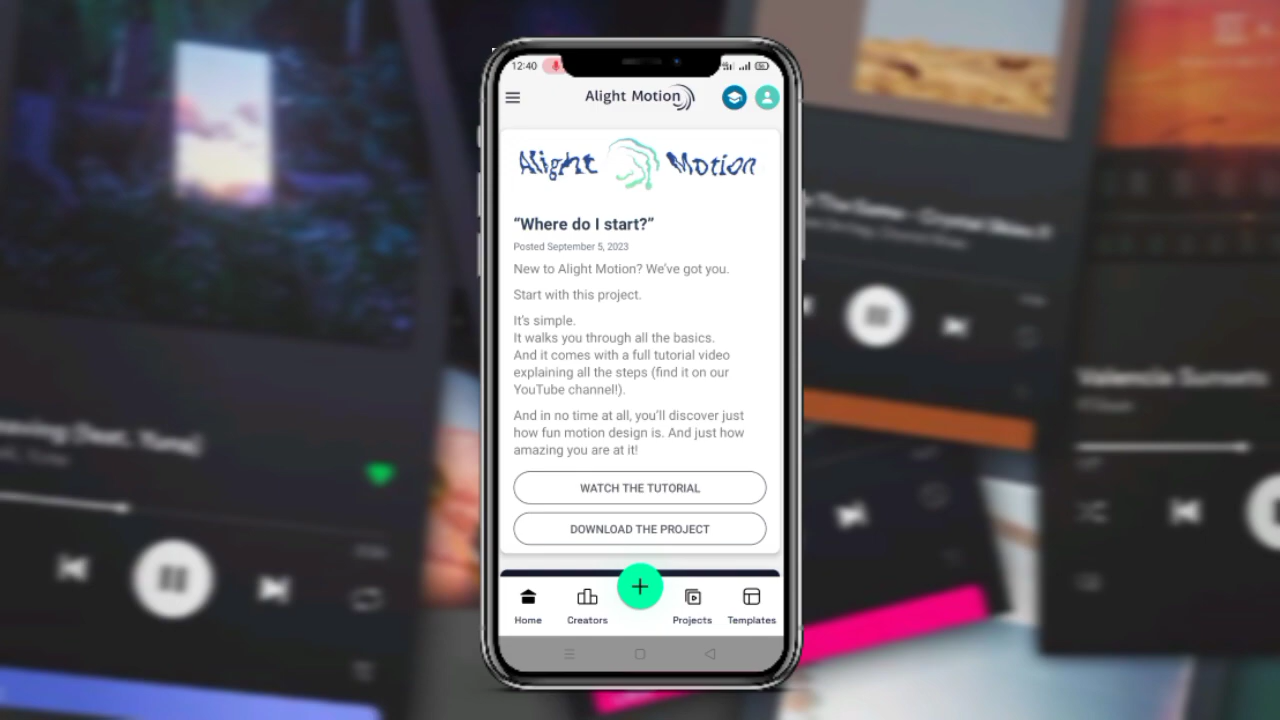 12:40
Alight Motion
Alight Motion
“Where do I start?”
Posted September 5, 2023
New to Alight Motion? We’ve got you.
Start with this project.
It’s simple.
It walks you through all the basics.
And it comes with a full tutorial video
explaining all the steps (find it on our
YouTube channel!).
And in no time at all, you’ll discover just
how fun motion design is. And just how
amazing you are at it!
WATCH THE TUTORIAL
DOWNLOAD THE PROJECT
Home
Creators
Projects
Templates
Valencia Sunsets